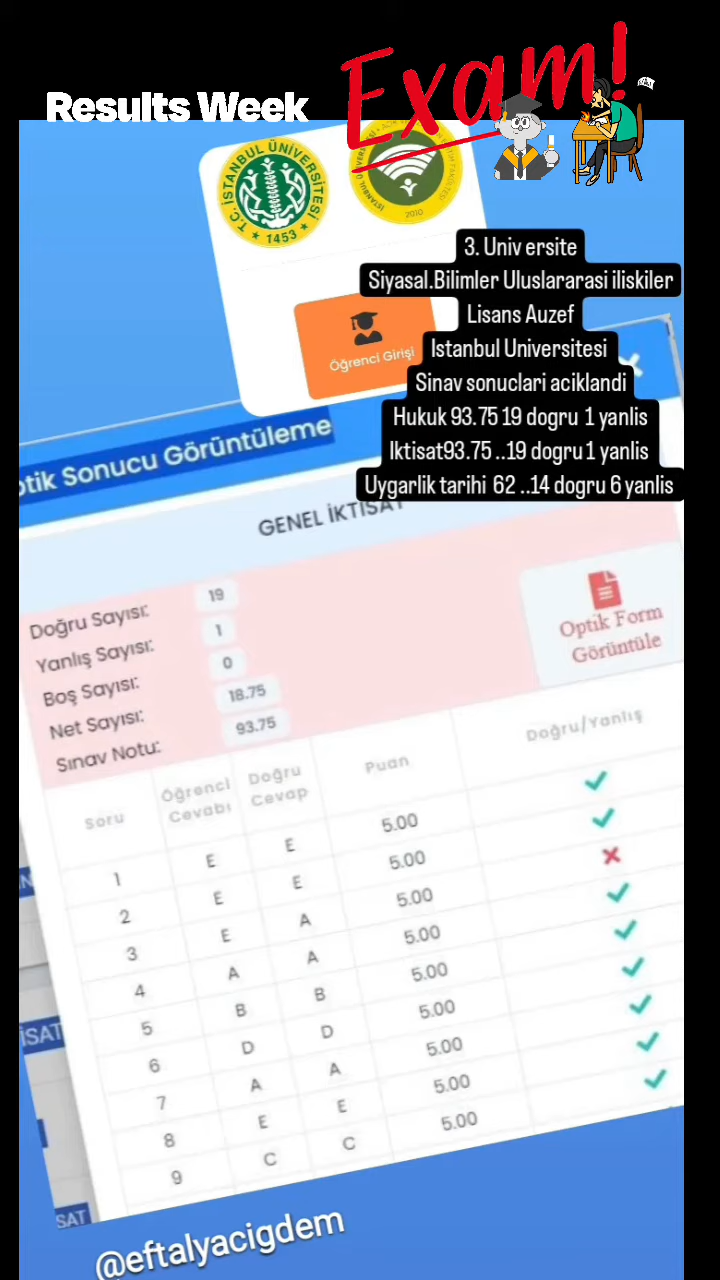 Results Week
Exam!
T.C. İSTANBUL ÜNİVERSİTESİ
1453
2010
Öğrenci Girişi
3. Univ ersite
Siyasal.Bilimler Uluslararasi iliskiler
Lisans Auzef
Istanbul Universitesi
Sinav sonuclari aciklandi
Hukuk 93.75 19 dogru 1 yanlis
Iktisat93.75 ..19 dogru 1 yanlis
Uygarlik tarihi 62 ..14 dogru 6 yanlis
ptik Sonucu Görüntüleme
GENEL İKTİSAT
Doğru Sayısı: 19
Yanlış Sayısı: 1
Boş Sayısı: 0
Net Sayısı: 18.75
Sınav Notu: 93.75
Optik Form
Görüntüle
Soru Öğrenci Cevabı Doğru Cevap Puan Doğru/Yanlış
1 E E 5.00
2 E E 5.00
3 E A 5.00
4 A A 5.00
5 B B 5.00
6 D D 5.00
7 A A 5.00
8 E E 5.00
9 C C 5.00
İSAT
SAT
@eftalyacigdem